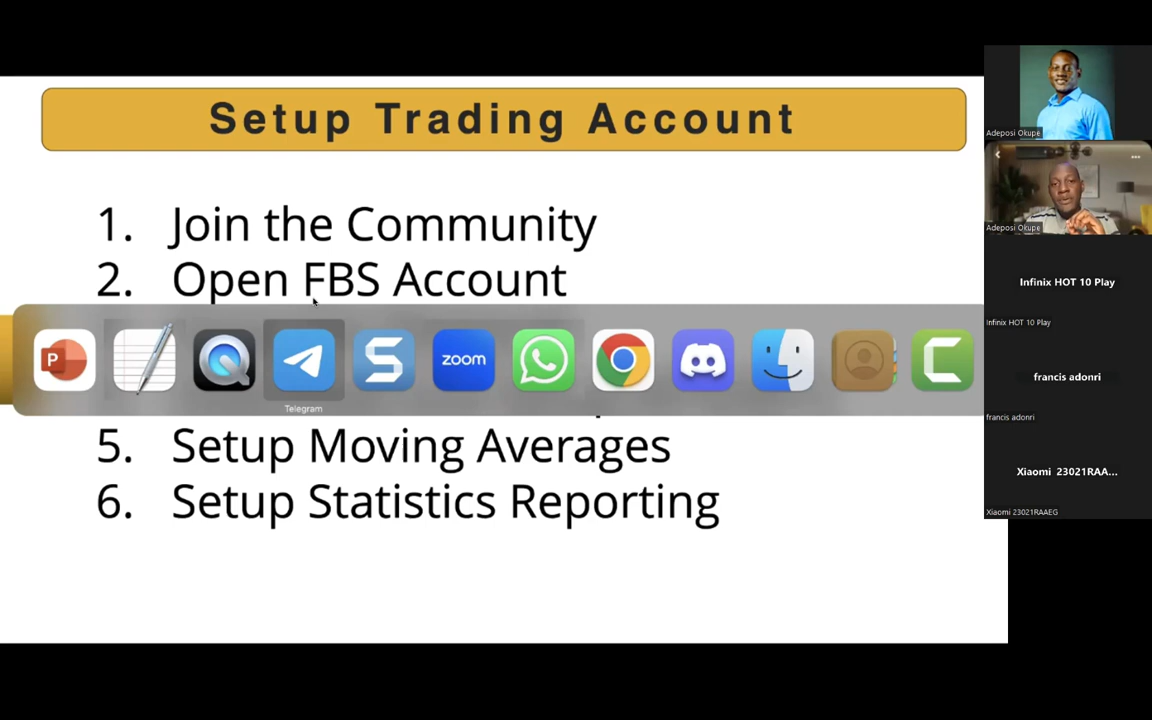 Setup Trading Account
1. Join the Community
2. Open FBS Account
P
S
zoom
C
Telegram
5. Setup Moving Averages
6. Setup Statistics Reporting
Adeposi Okupe
Adeposi Okupe
Infinix HOT 10 Play
Infinix HOT 10 Play
francis adonri
francis adonri
Xiaomi 23021RAA...
Xiaomi 23021RAAEG